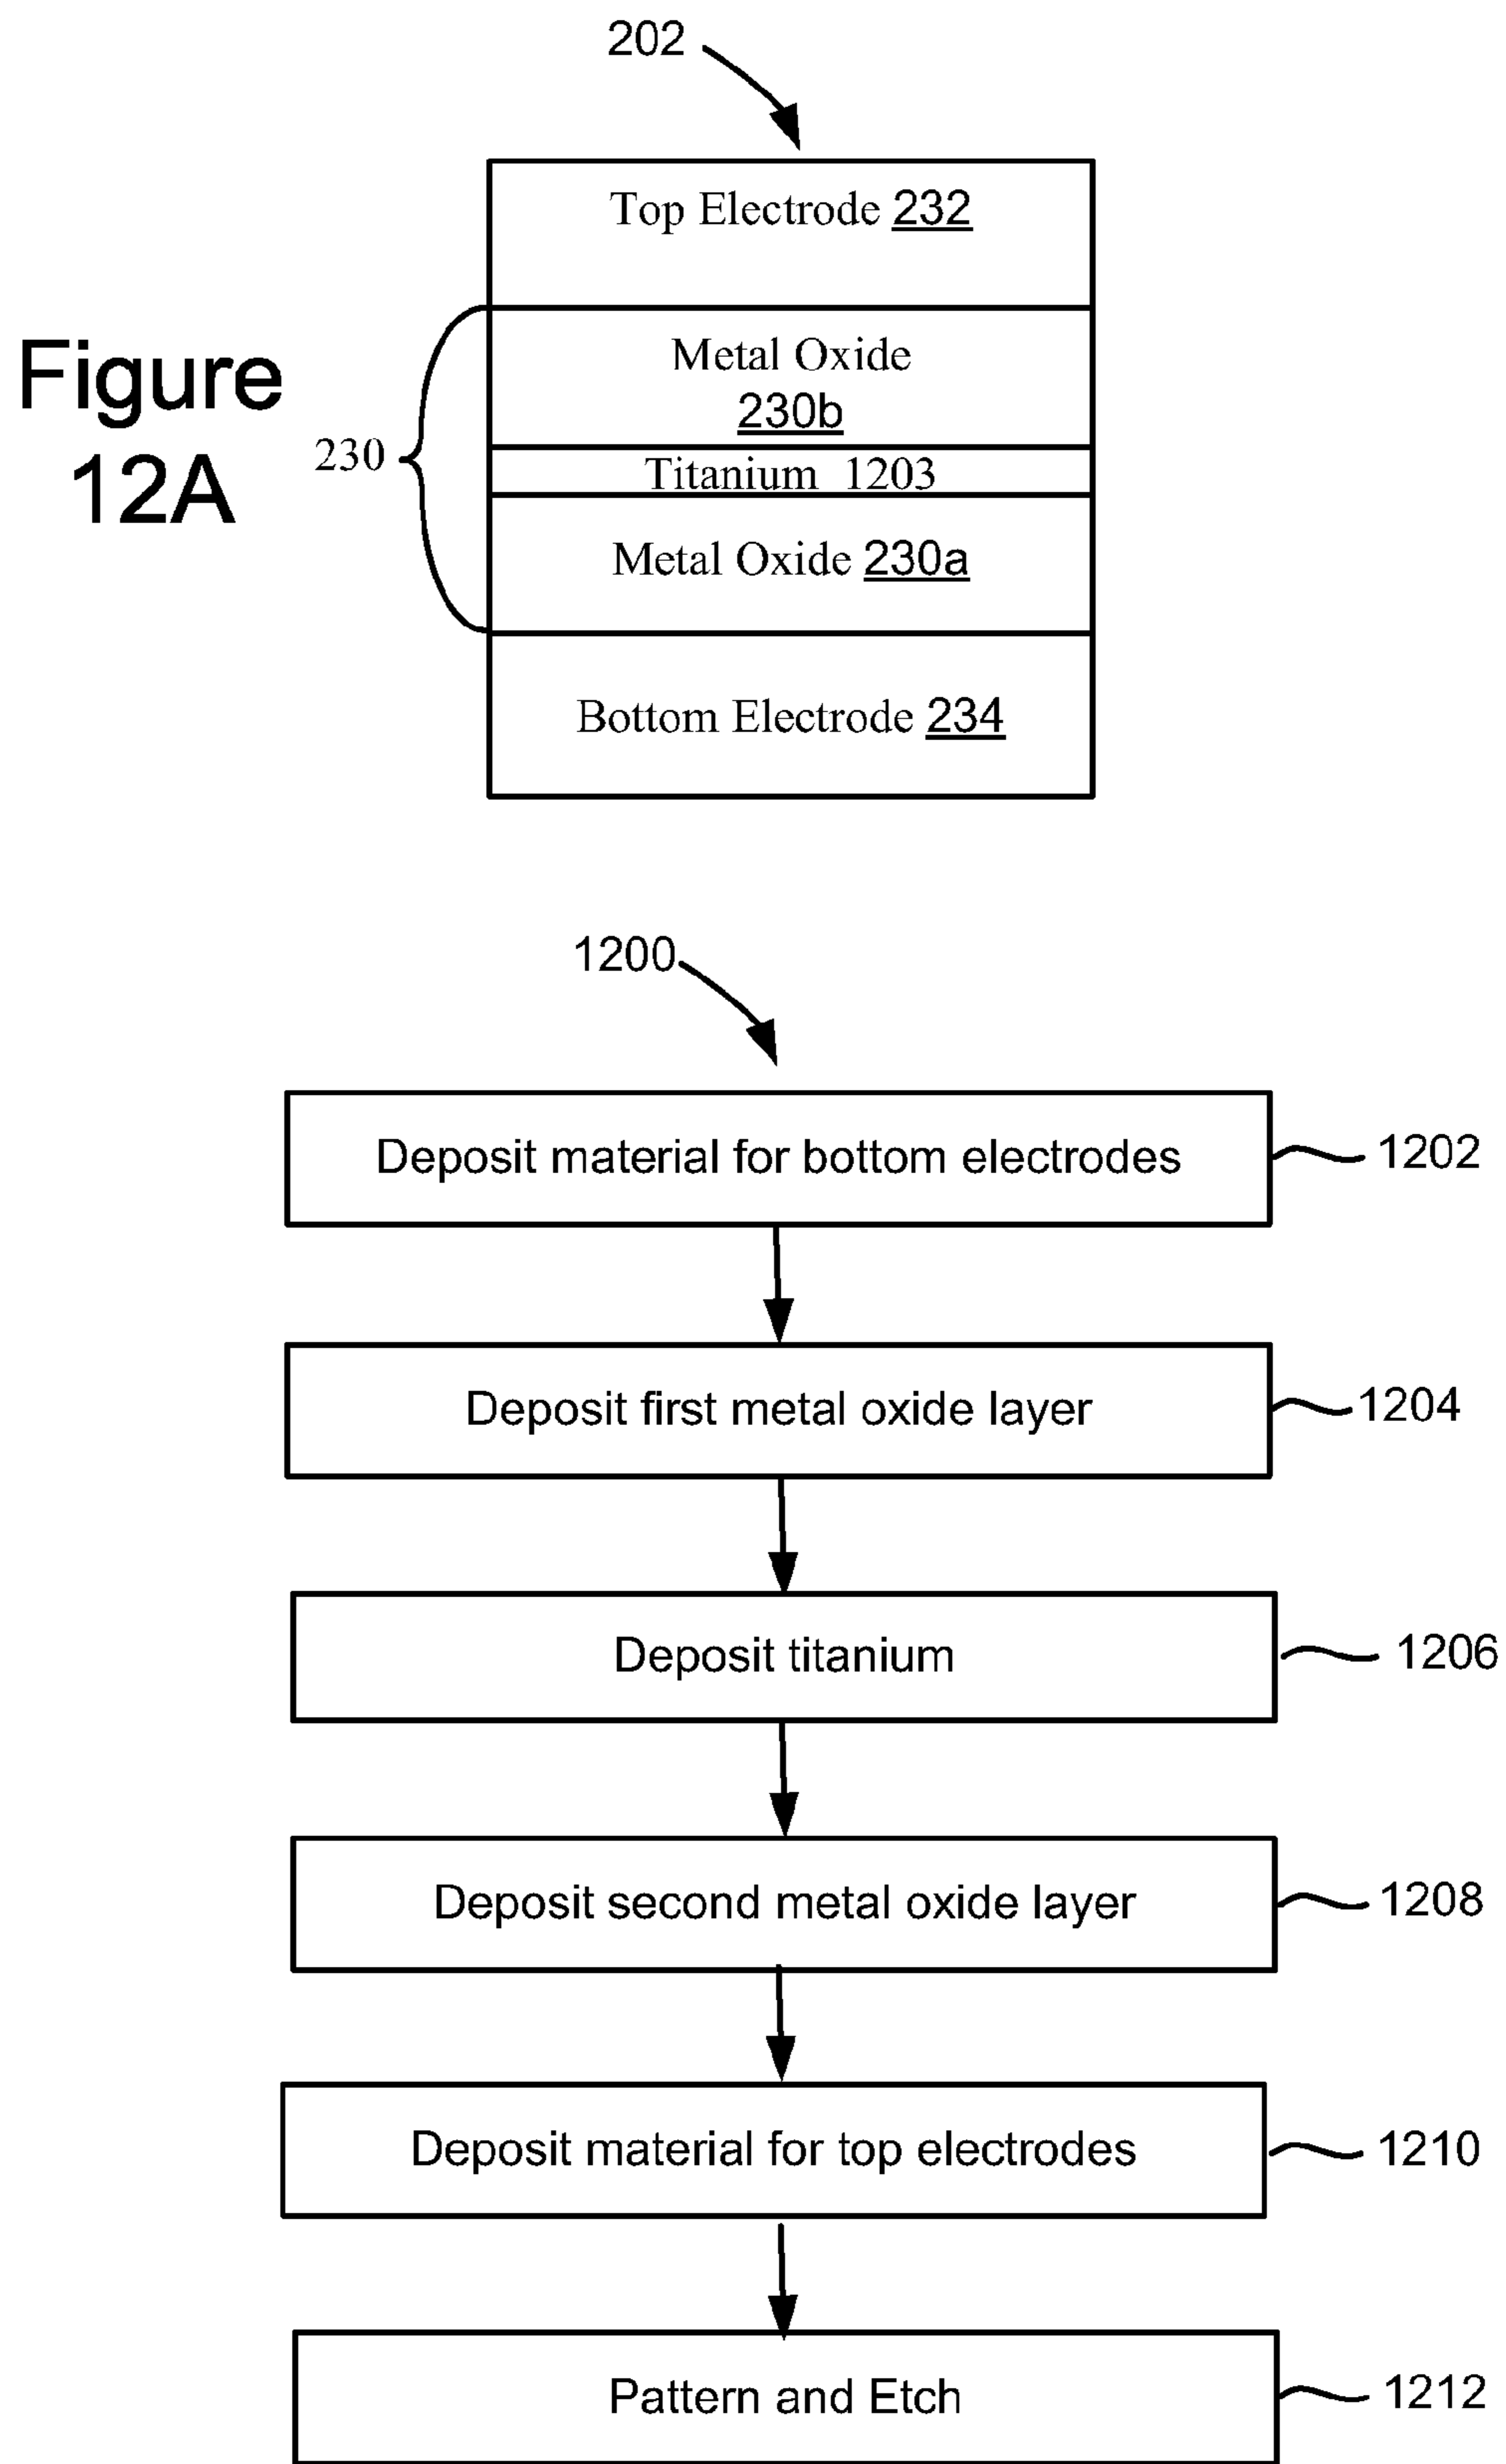 202
Top Electrode 232
Metal Oxide
230b
Figure
12A
230
Titanium 1203
Metal Oxide 230a
Bottom Electrode 234
1200
Deposit material for bottom electrodes 1202
Deposit first metal oxide layer 1204
Deposit titanium 1206
Deposit second metal oxide layer 1208
Deposit material for top electrodes 1210
Pattern and Etch 1212